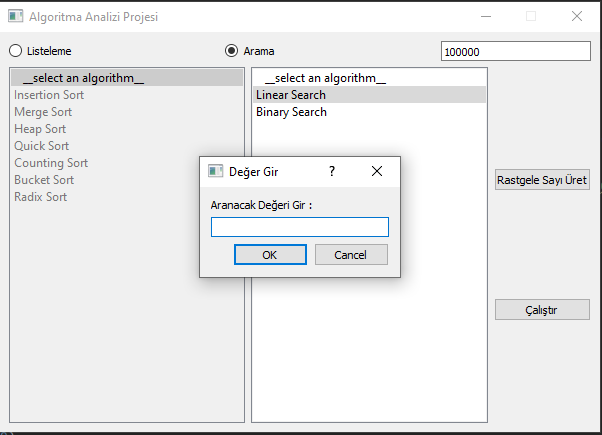 Algoritma Analizi Projesi
Listeleme
Arama
100000
__select an algorithm__
Insertion Sort
Merge Sort
Heap Sort
Quick Sort
Counting Sort
Bucket Sort
Radix Sort
__select an algorithm__
Linear Search
Binary Search
Değer Gir
?
Aranacak Değeri Gir :
OK
Cancel
Rastgele Sayı Üret
Çalıştır